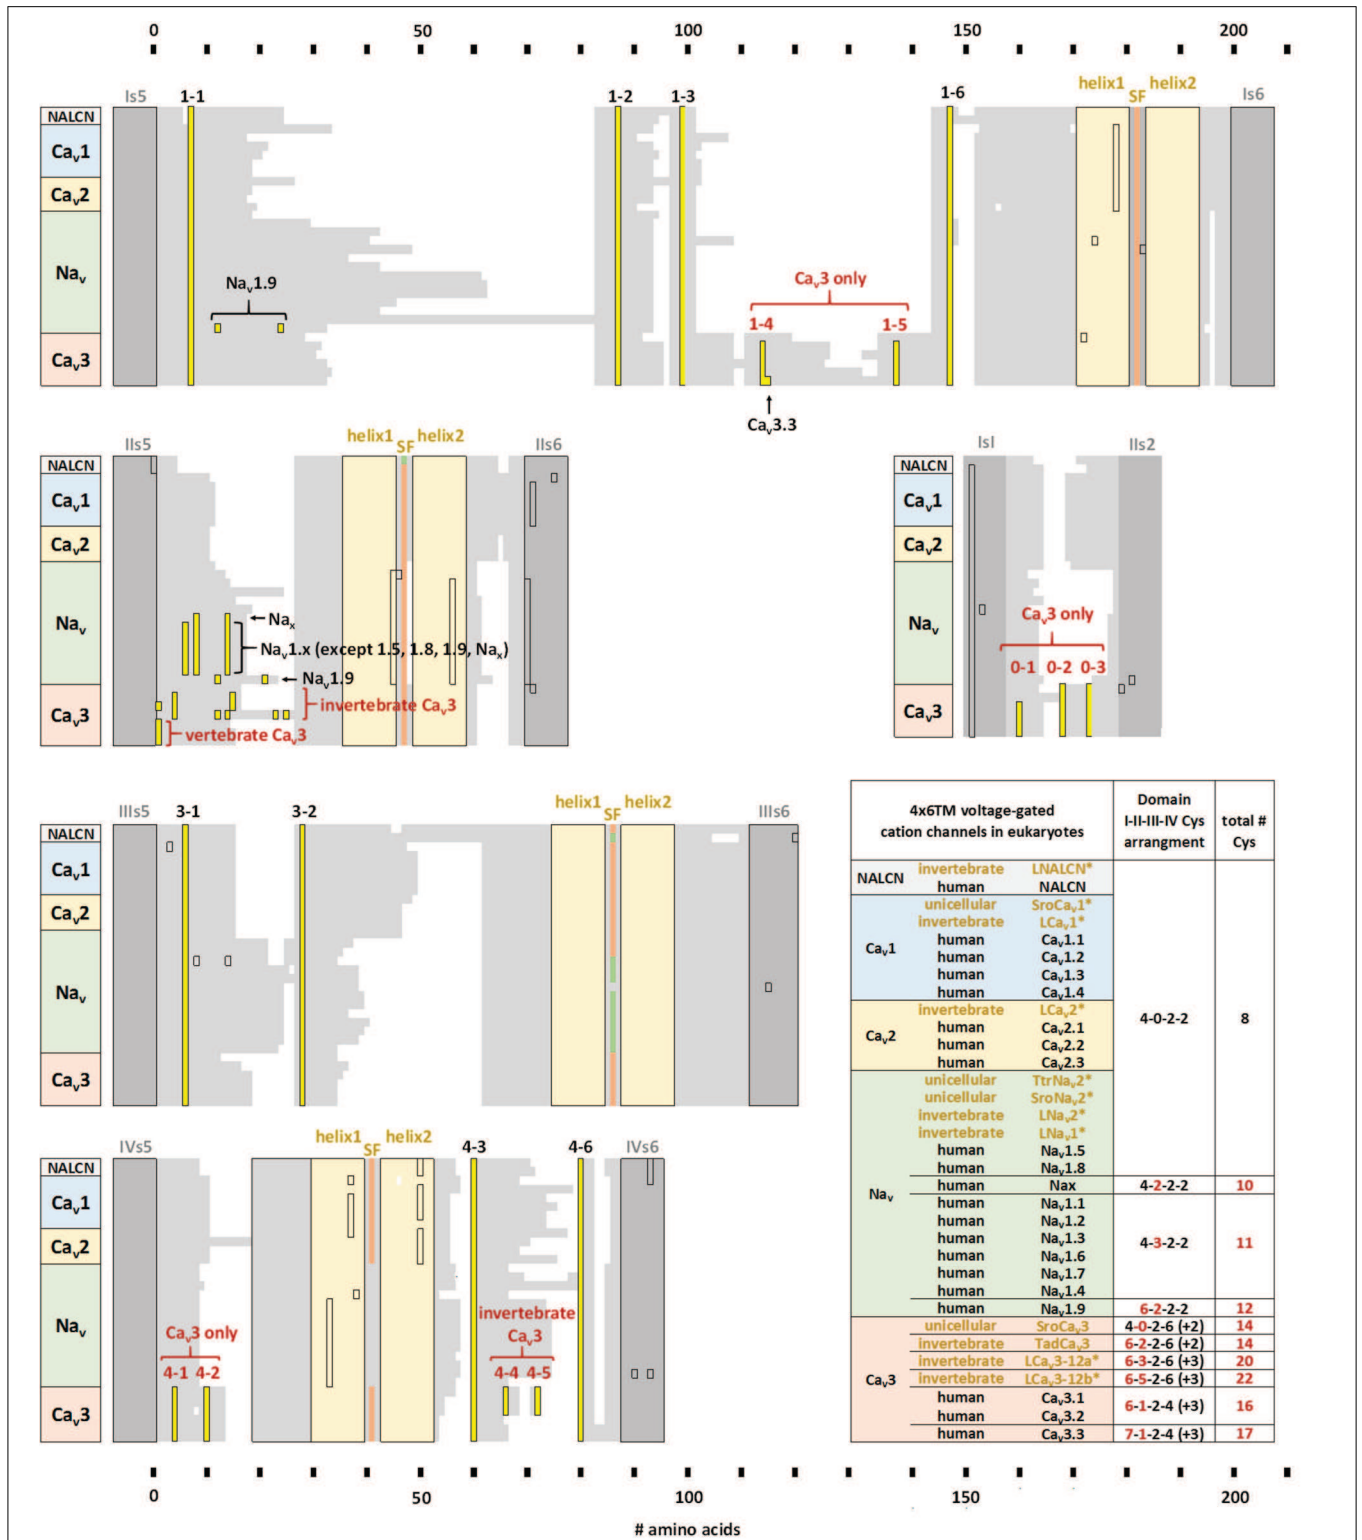 0 50 100 150 200
Is5 1-1 1-2 1-3 1-6 helix1 SF helix2 Is6
NALCN
Cav1
Cav2
Nav
Cav3
Nav1.9
Cav3 only
1-4 1-5
Cav3.3
IIs5 helix1 SF helix2 IIs6
NALCN
Cav1
Cav2
Nav
Cav3
Nax
Nav1.x (except 1.5, 1.8, 1.9, Nax)
Nav1.9
invertebrate Cav3
vertebrate Cav3
IsI IIs2
NALCN
Cav1
Cav2
Nav
Cav3
Cav3 only
0-1 0-2 0-3
IIIs5 3-1 3-2 helix1 SF helix2 IIIs6
NALCN
Cav1
Cav2
Nav
Cav3
IVs5 helix1 SF helix2 4-3 4-6 IVs6
NALCN
Cav1
Cav2
Nav
Cav3
Cav3 only
4-1 4-2
invertebrate
Cav3
4-4 4-5
4x6TM voltage-gated
cation channels in eukaryotes
Domain
I-II-III-IV Cys
arrangment
total #
Cys
NALCN
invertebrate LNALCN*
human NALCN
Cav1
unicellular SroCav1*
invertebrate LCav1*
human Cav1.1
human Cav1.2
human Cav1.3
human Cav1.4
Cav2
invertebrate LCav2*
human Cav2.1
human Cav2.2
human Cav2.3
4-0-2-2 8
Nav
unicellular TtrNav2*
unicellular SroNav2*
invertebrate LNav2*
invertebrate LNav1*
human Nav1.5
human Nav1.8
human Nax 4-2-2-2 10
human Nav1.1
human Nav1.2
human Nav1.3
human Nav1.6
human Nav1.7
human Nav1.4
4-3-2-2 11
human Nav1.9 6-2-2-2 12
Cav3
unicellular SroCav3 4-0-2-6 (+2) 14
invertebrate TadCav3 6-2-2-6 (+2) 14
invertebrate LCav3-12a* 6-3-2-6 (+3) 20
invertebrate LCav3-12b* 6-5-2-6 (+3) 22
human Cav3.1
human Cav3.2
6-1-2-4 (+3) 16
human Cav3.3 7-1-2-4 (+3) 17
0 50 100 150 200
# amino acids